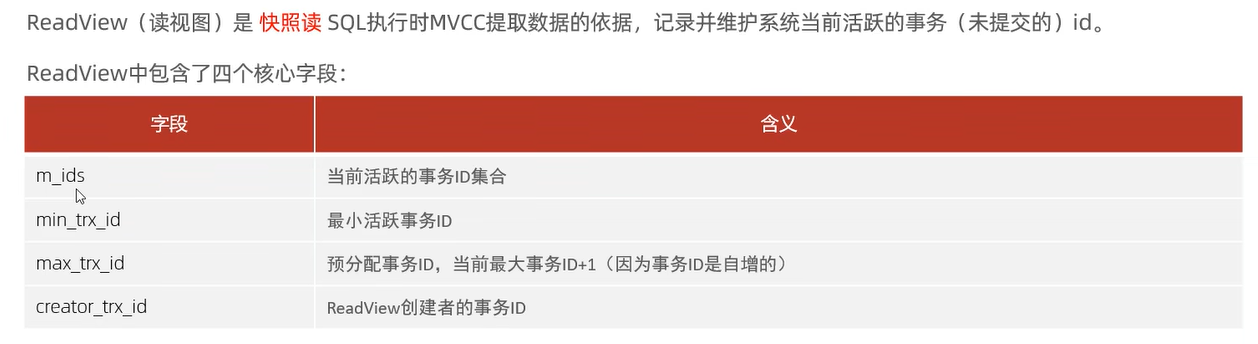 ReadView（读视图）是 快照读 SQL执行时MVCC提取数据的依据，记录并维护系统当前活跃的事务（未提交的）id。
ReadView中包含了四个核心字段：
字段 含义
m_ids 当前活跃的事务ID集合
min_trx_id 最小活跃事务ID
max_trx_id 预分配事务ID，当前最大事务ID+1（因为事务ID是自增的）
creator_trx_id ReadView创建者的事务ID